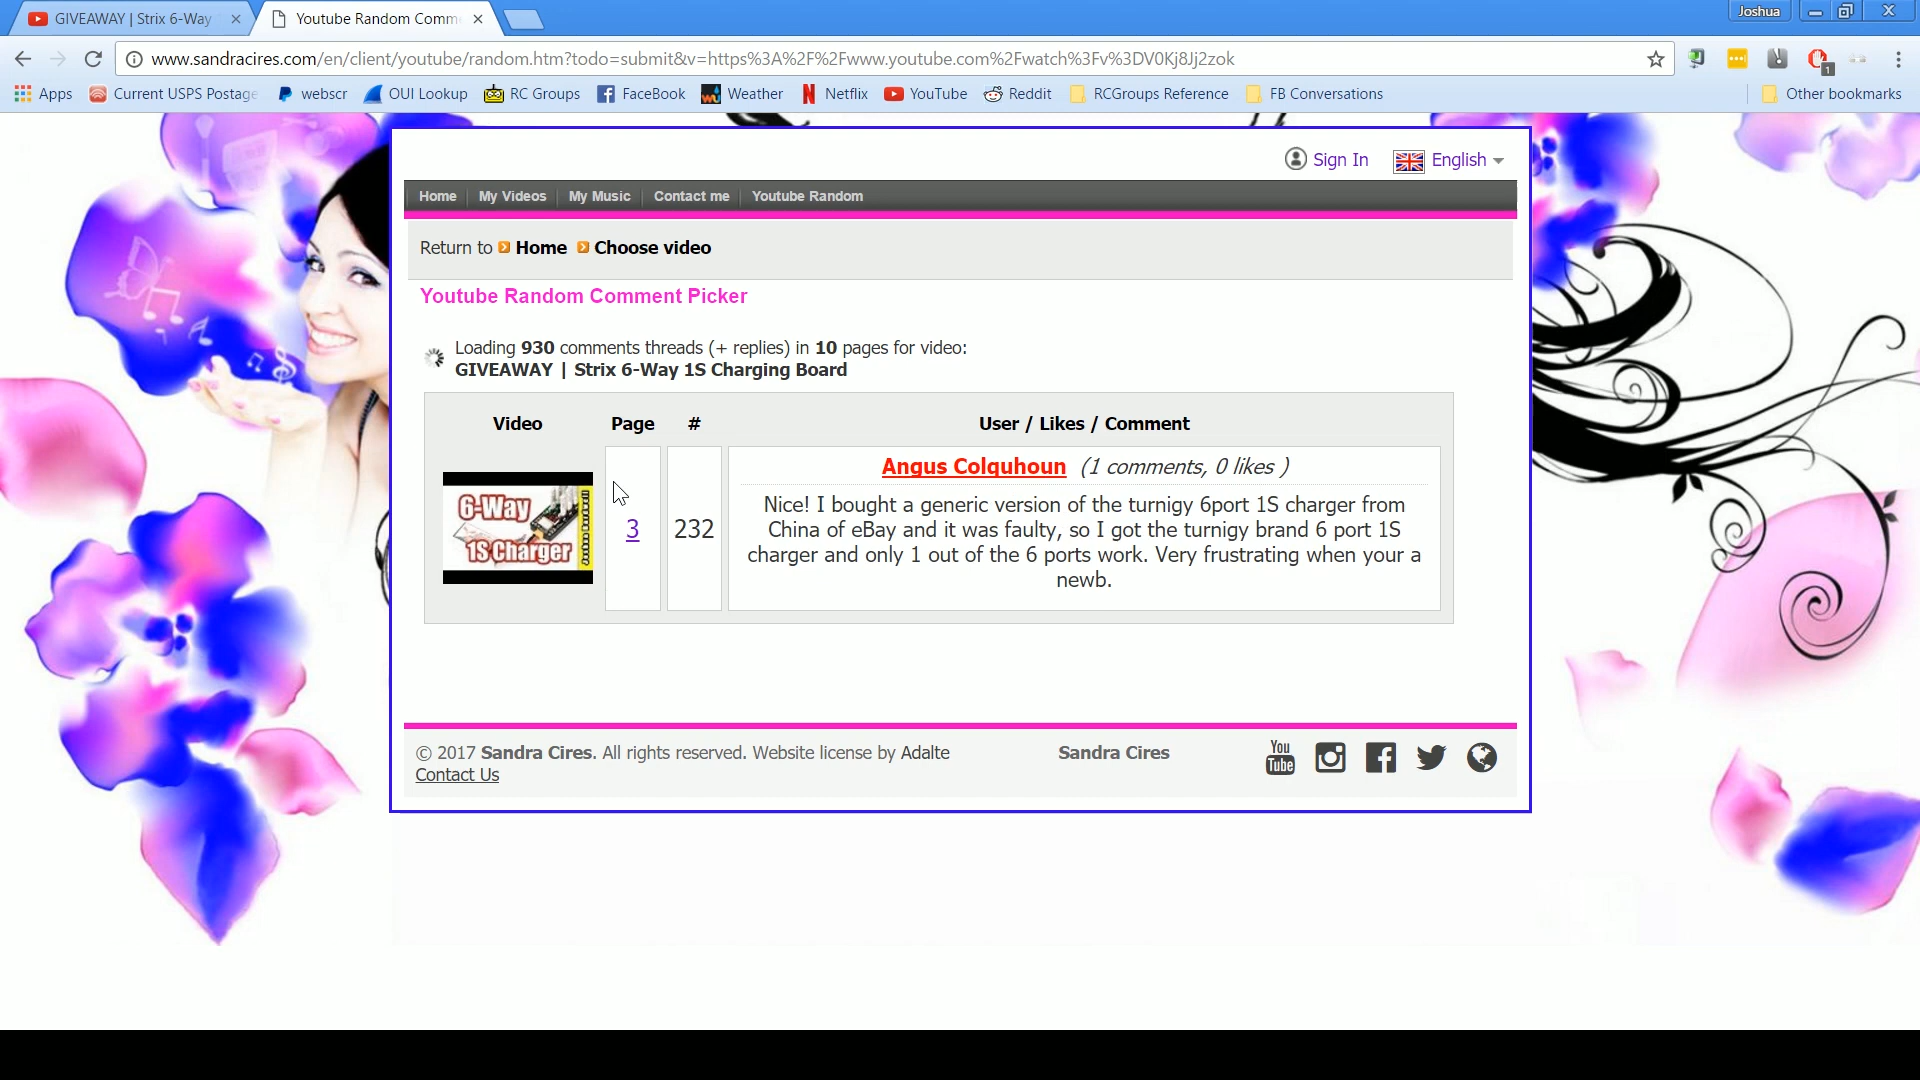 GIVEAWAY | Strix 6-Way
Youtube Random Comm
Joshua
www.sandracires.com/en/client/youtube/random.htm?todo=submit&v=https%3A%2F%2Fwww.youtube.com%2Fwatch%3Fv%3DV0Kj8Jj2zok
1
Apps Current USPS Postage webscr OUI Lookup RC Groups FaceBook Weather Netflix YouTube Reddit RCGroups Reference FB Conversations Other bookmarks
Sign In English
Home My Videos My Music Contact me Youtube Random
Return to Home Choose video
Youtube Random Comment Picker
Loading 930 comments threads (+ replies) in 10 pages for video:
GIVEAWAY | Strix 6-Way 1S Charging Board
Video Page # User / Likes / Comment
6-Way
1S Charger
3
232
Angus Colquhoun (1 comments, 0 likes )
Nice! I bought a generic version of the turnigy 6port 1S charger from
China of eBay and it was faulty, so I got the turnigy brand 6 port 1S
charger and only 1 out of the 6 ports work. Very frustrating when your a
newb.
© 2017 Sandra Cires. All rights reserved. Website license by Adalte
Contact Us
Sandra Cires
You
Tube